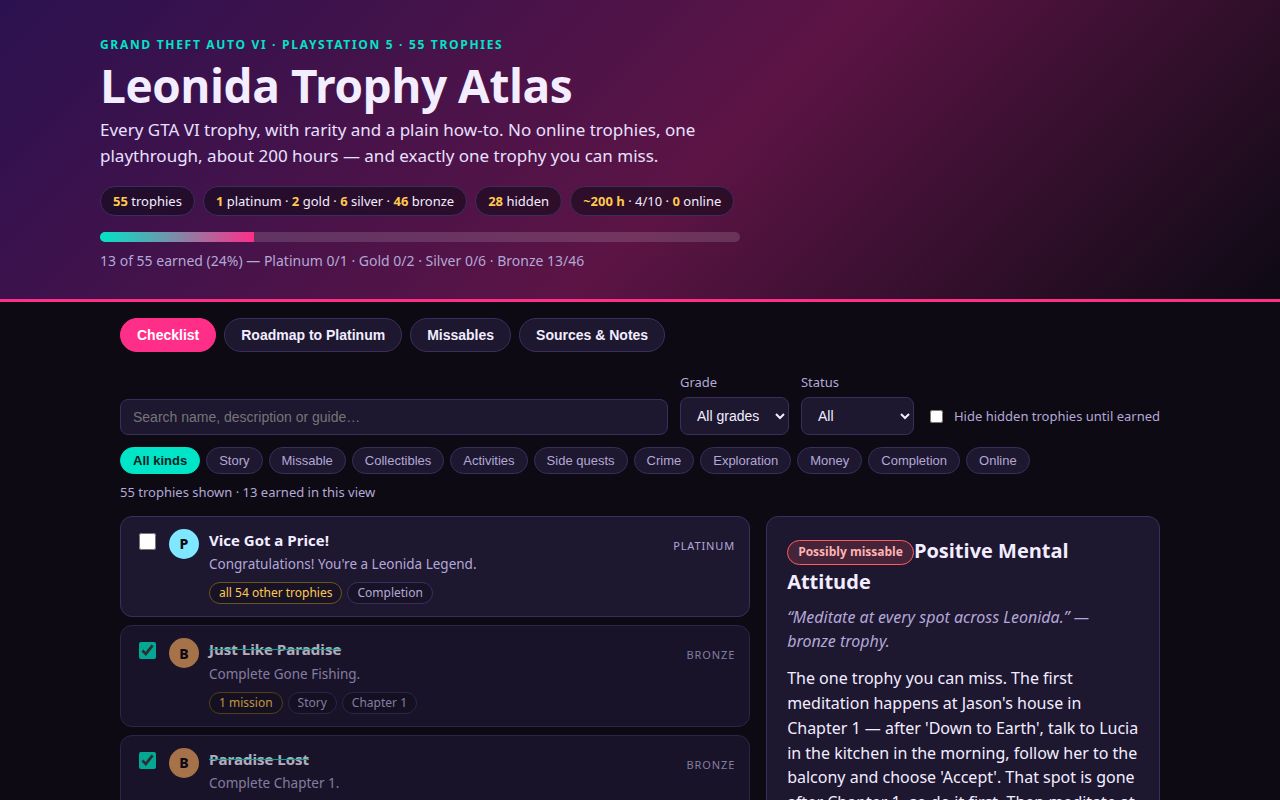 GRAND THEFT AUTO VI · PLAYSTATION 5 · 55 TROPHIES
Leonida Trophy Atlas
Every GTA VI trophy, with rarity and a plain how-to. No online trophies, one
playthrough, about 200 hours — and exactly one trophy you can miss.
55 trophies
1 platinum · 2 gold · 6 silver · 46 bronze
28 hidden
~200 h · 4/10 · 0 online
13 of 55 earned (24%) — Platinum 0/1 · Gold 0/2 · Silver 0/6 · Bronze 13/46
Checklist
Roadmap to Platinum
Missables
Sources & Notes
Grade
Status
Search name, description or guide…
All grades
All
Hide hidden trophies until earned
All kinds
Story
Missable
Collectibles
Activities
Side quests
Crime
Exploration
Money
Completion
Online
55 trophies shown · 13 earned in this view
P
Vice Got a Price!
PLATINUM
Congratulations! You're a Leonida Legend.
all 54 other trophies
Completion
B
Just Like Paradise
BRONZE
Complete Gone Fishing.
1 mission
Story
Chapter 1
B
Paradise Lost
BRONZE
Complete Chapter 1.
Possibly missable
Positive Mental
Attitude
“Meditate at every spot across Leonida.” —
bronze trophy.
The one trophy you can miss. The first
meditation happens at Jason's house in
Chapter 1 — after 'Down to Earth', talk to Lucia
in the kitchen in the morning, follow her to the
balcony and choose 'Accept'. That spot is gone
after Chapter 1, so do it first. Then meditate at